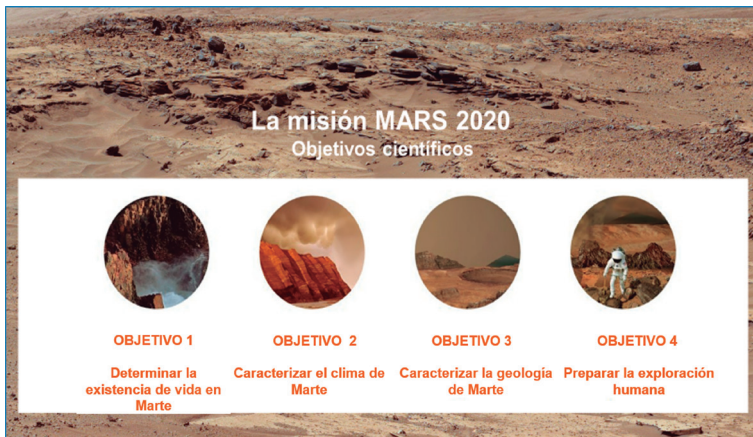 La misión MARS 2020
Objetivos científicos
OBJETIVO 1
Determinar la
existencia de vida en
Marte
OBJETIVO 2
Caracterizar el clima de
Marte
OBJETIVO 3
Caracterizar la geología
de Marte
OBJETIVO 4
Preparar la exploración
humana